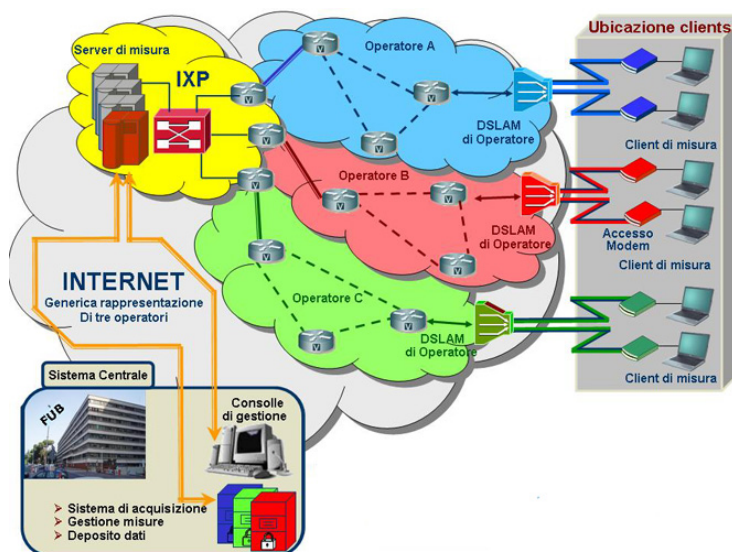 Ubicazione clients
Server di misura
IXP
Operatore A
DSLAM
di Operatore
Client di misura
Operatore B
DSLAM
di Operatore
Accesso
Modem
Client di misura
INTERNET
Generica rappresentazione
Di tre operatori
Operatore C
DSLAM
di Operatore
Client di misura
Sistema Centrale
FUB
Consolle
di gestione
Sistema di acquisizione
Gestione misure
Deposito dati
V
V
V
V
V
V
V
V
V
V
V
V